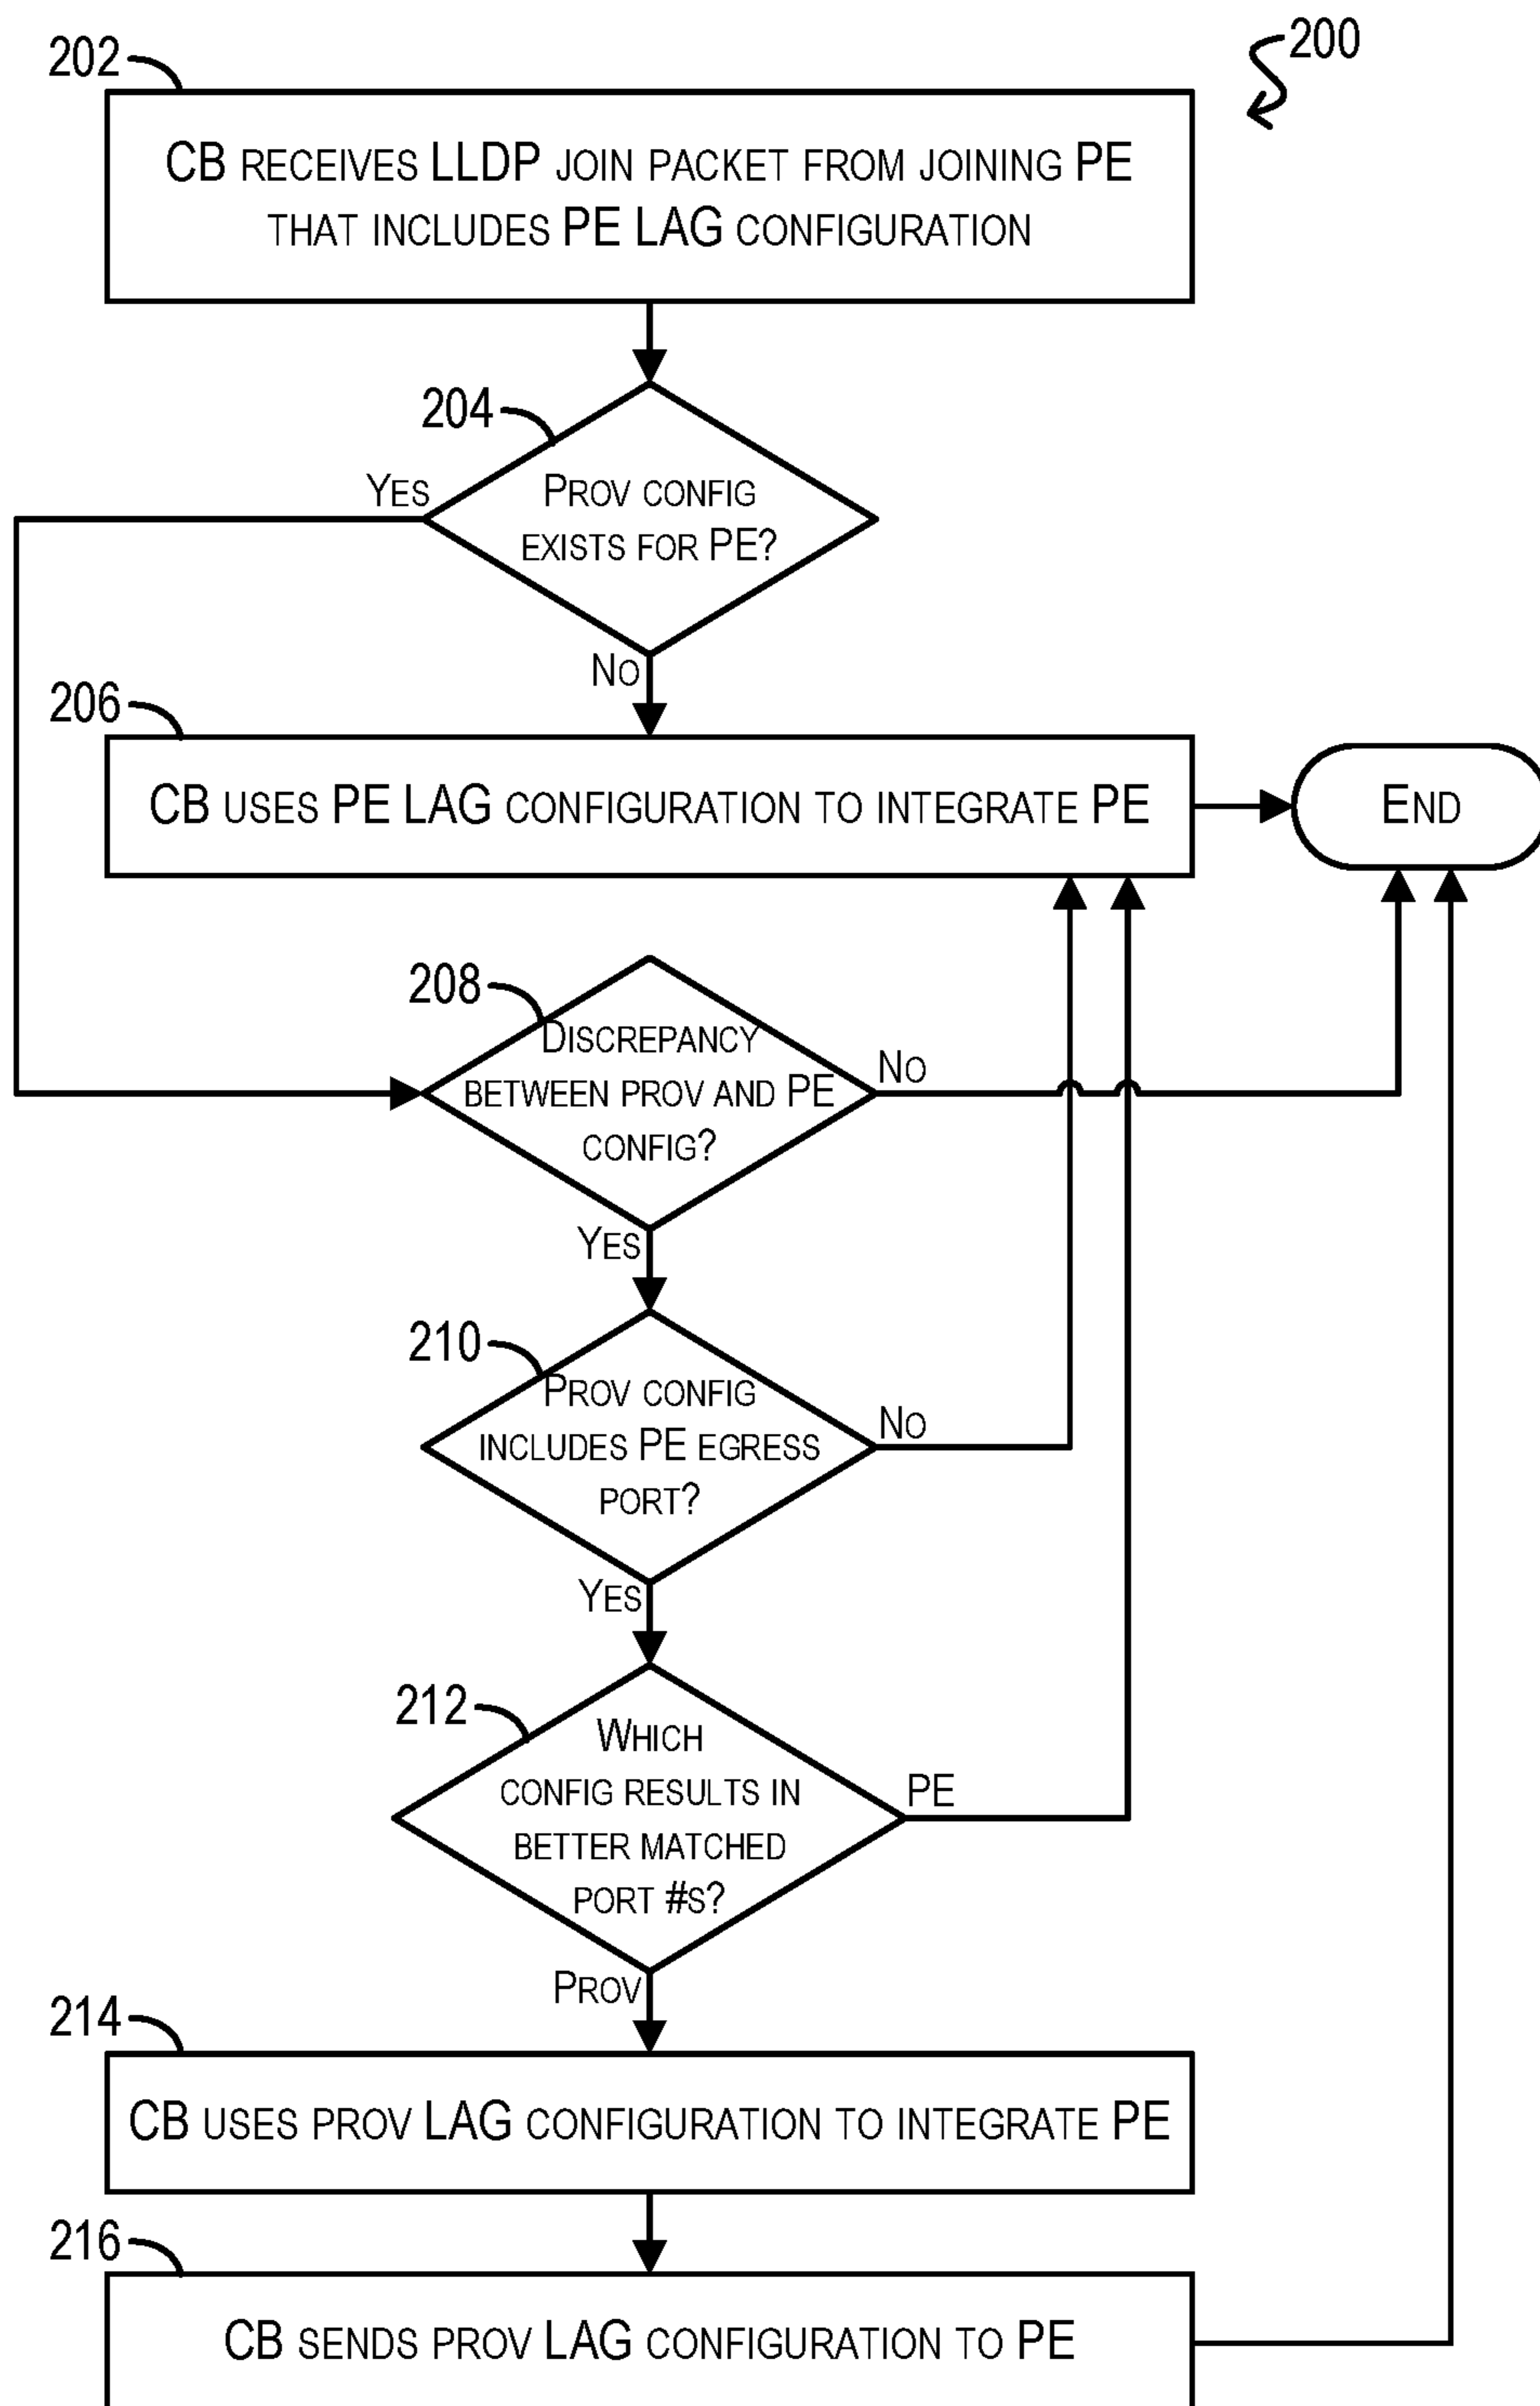 200
202
CB RECEIVES LLDP JOIN PACKET FROM JOINING PE
THAT INCLUDES PE LAG CONFIGURATION
204
YES
PROV CONFIG
EXISTS FOR PE?
NO
206
CB USES PE LAG CONFIGURATION TO INTEGRATE PE
END
208
DISCREPANCY
BETWEEN PROV AND PE
CONFIG?
NO
YES
210
PROV CONFIG
INCLUDES PE EGRESS
PORT?
NO
YES
212
WHICH
CONFIG RESULTS IN
BETTER MATCHED
PORT #S?
PE
PROV
214
CB USES PROV LAG CONFIGURATION TO INTEGRATE PE
216
CB SENDS PROV LAG CONFIGURATION TO PE